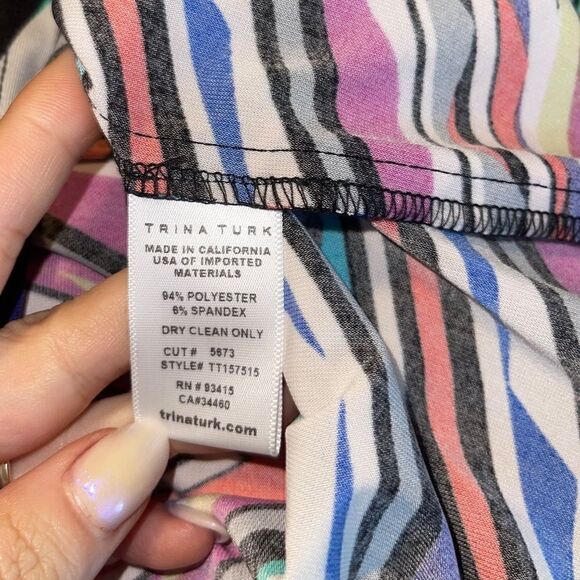 TRINA TURK
MADE IN CALIFORNIA
USA OF IMPORTED
MATERIALS
94% POLYESTER
6% SPANDEX
DRY CLEAN ONLY
CUT # 5673
STYLE# TT157515
RN # 93415
CA#34460
trinaturk.com